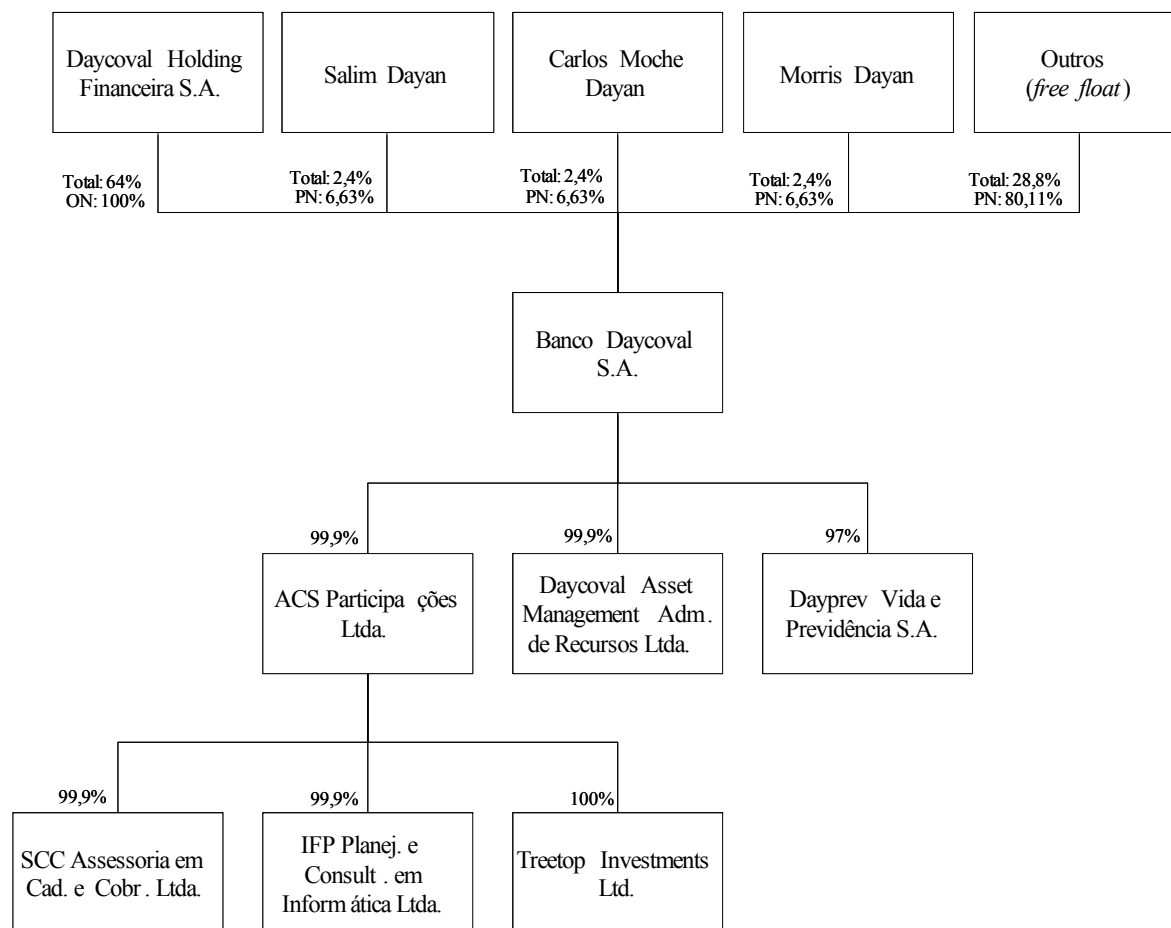 Daycoval Holding
Financeira S.A.
Salim Dayan
Carlos Moche
Dayan
Morris Dayan
Outros
(free float)
Total: 64%
ON: 100%
Total: 2,4%
PN: 6,63%
Total: 2,4%
PN: 6,63%
Total: 2,4%
PN: 6,63%
Total: 28,8%
PN: 80,11%
Banco Daycoval
S.A.
99,9%
99,9%
97%
ACS Participa ções
Ltda.
Daycoval Asset
Management Adm.
de Recursos Ltda.
Dayprev Vida e
Previdência S.A.
99,9%
99,9%
100%
SCC Assessoria em
Cad. e Cobr . Ltda.
IFP Planej. e
Consult . em
Inform ática Ltda.
Treetop Investments
Ltd.